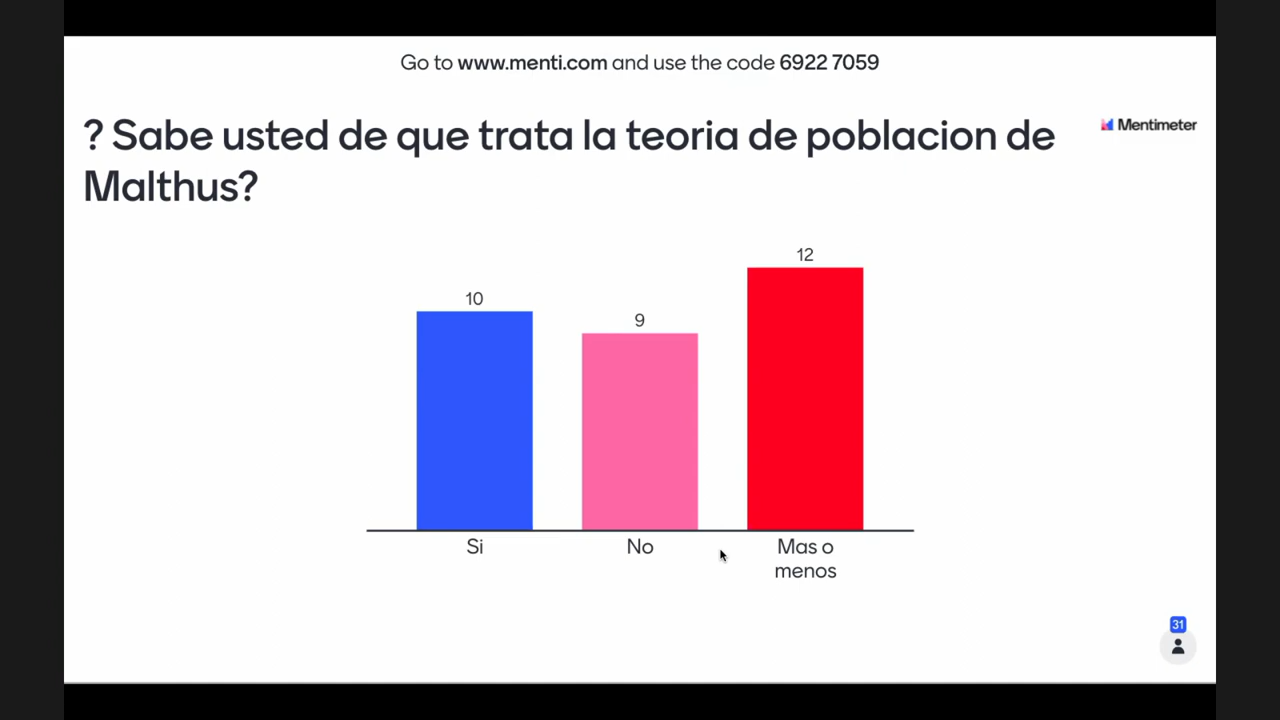 Go to www.menti.com and use the code 6922 7059
? Sabe usted de que trata la teoria de poblacion de
Malthus?
Mentimeter
10
9
12
Si
No
Mas o
menos
31